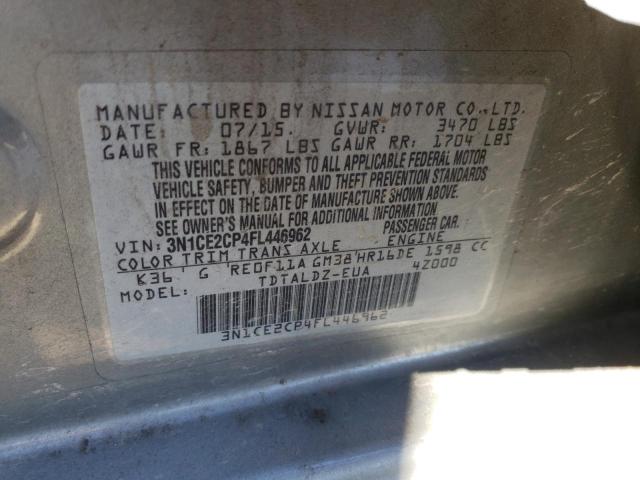 MANUFACTURED BY NISSAN MOTOR CO.,LTD.
DATE: 07/15. GVWR: 3470 LBS
GAWR FR: 1867 LBS GAWR RR: 1704 LBS
THIS VEHICLE CONFORMS TO ALL APPLICABLE FEDERAL MOTOR
VEHICLE SAFETY, BUMPER AND THEFT PREVENTION STANDARDS
IN EFFECT ON THE DATE OF MANUFACTURE SHOWN ABOVE.
SEE OWNER'S MANUAL FOR ADDITIONAL INFORMATION
VIN: 3N1CE2CP4FL446962 PASSENGER CAR
COLOR TRIM TRANS AXLE ENGINE
K36 G RE0F11A GM38 HR16DE 1598 CC
MODEL: TDTALDZ-EUA 4Z000
3N1CE2CP4FL446962